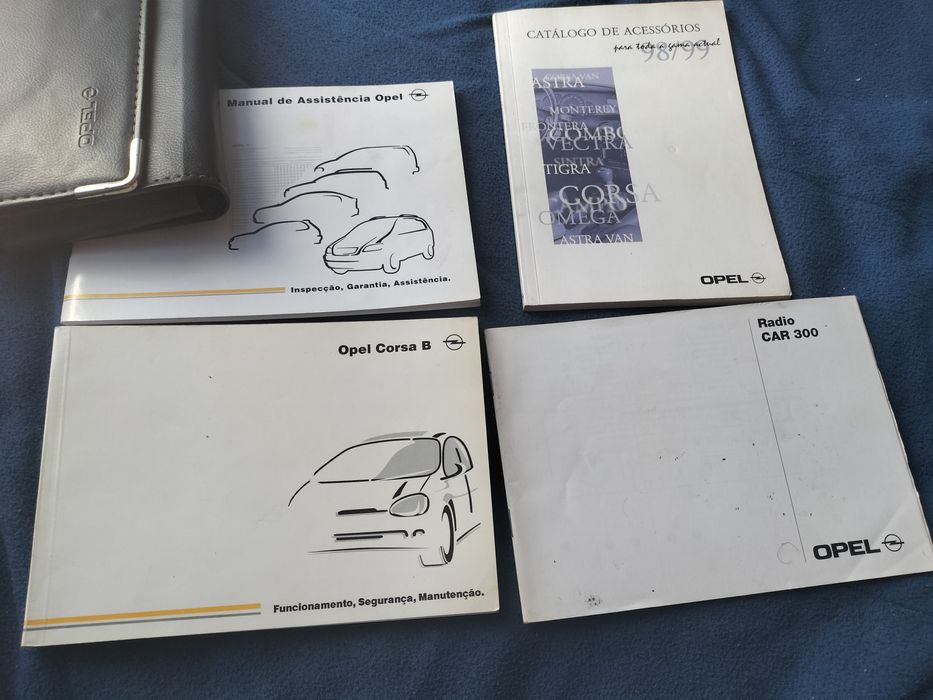 OPEL
Manual de Assistência Opel
Inspecção, Garantia, Assistência.
CATÁLOGO DE ACESSÓRIOS
para toda a gama actual
98/99
CORSA VAN
ASTRA
MONTEREY
FRONTERA
COMBO
VECTRA
SINTRA
TIGRA
CORSA
CAMPO
OMEGA
ASTRA VAN
OPEL
Opel Corsa B
Funcionamento, Segurança, Manutenção.
Radio
CAR 300
OPEL